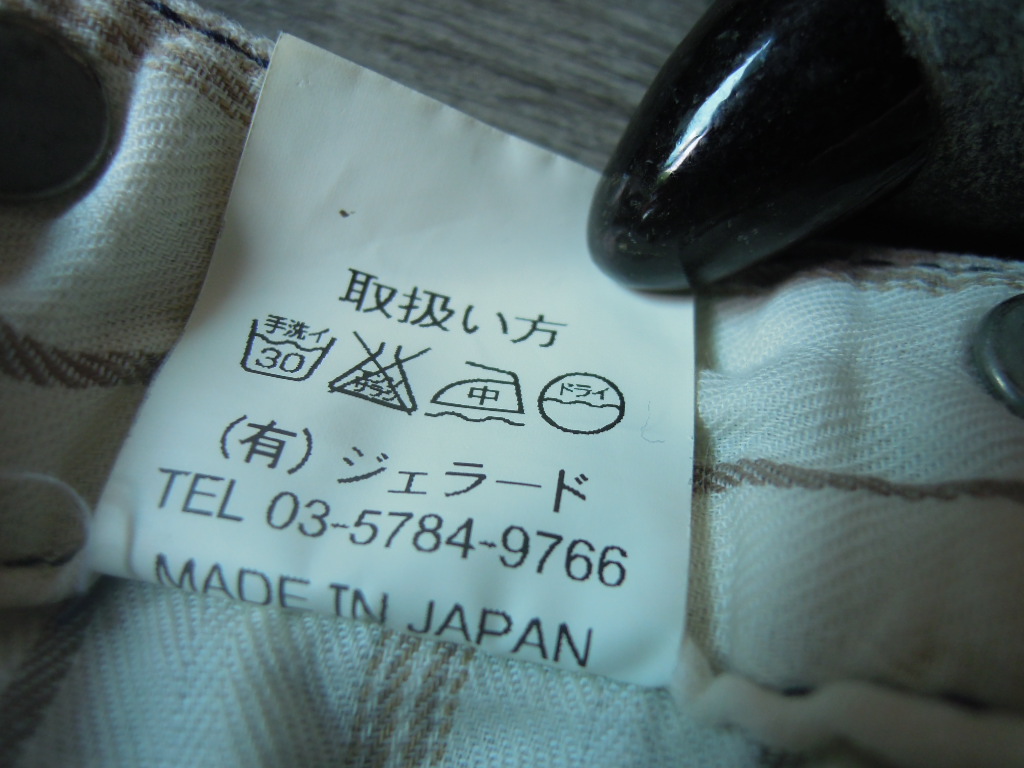 取扱い方
手洗イ 30 中 ドライ
(有) ジェラード
TEL 03-5784-9766
MADE IN JAPAN